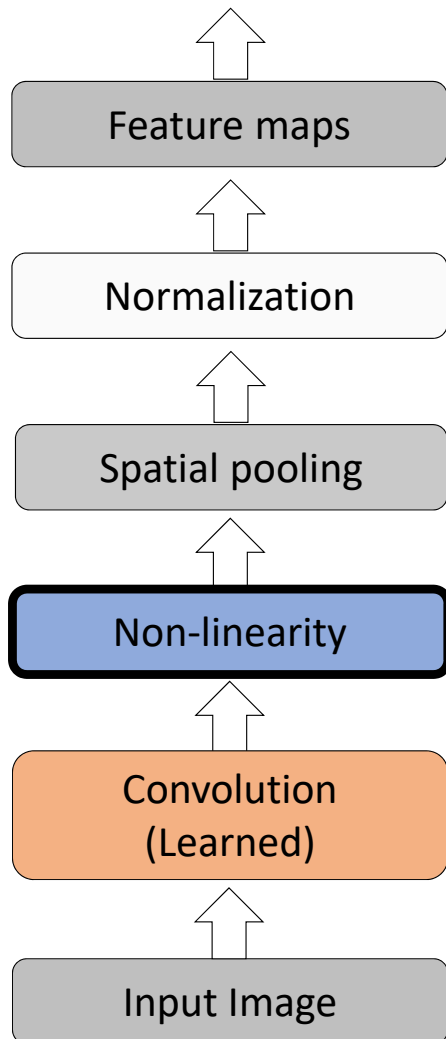 Feature maps
Normalization
Spatial pooling
Non-linearity
Convolution
(Learned)
Input Image